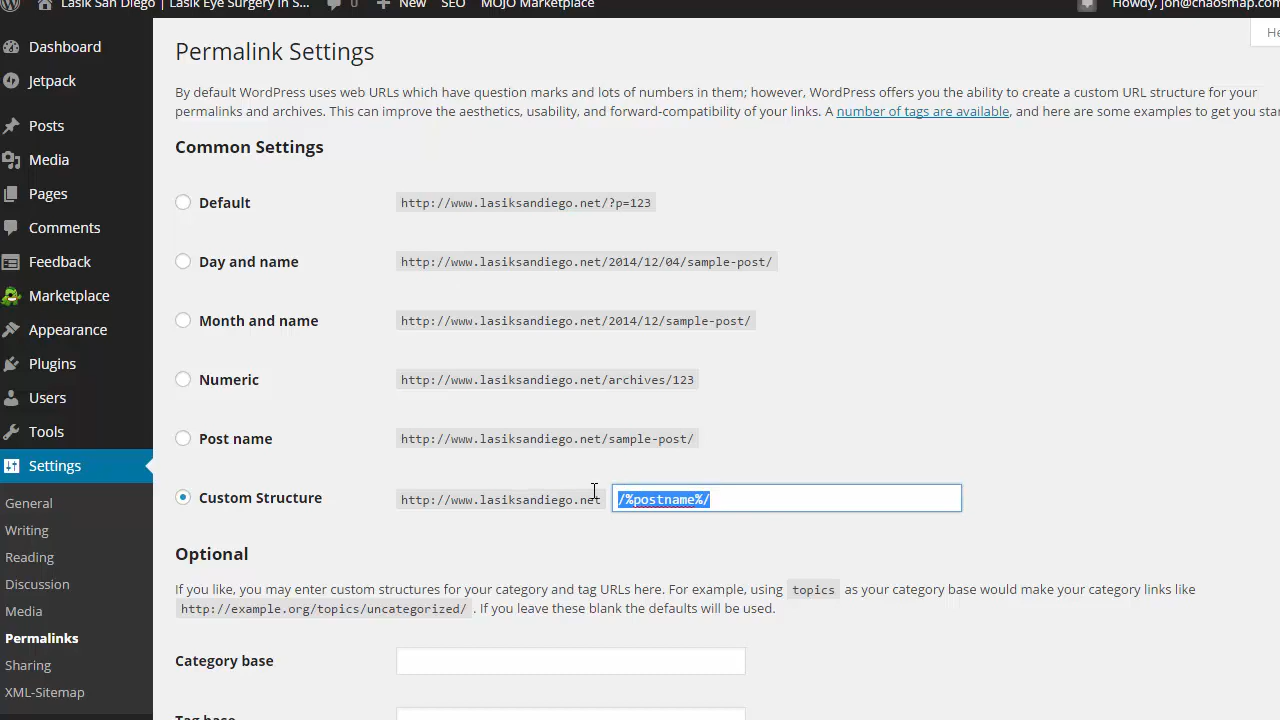 Lasik San Diego | Lasik Eye Surgery in S... 0 New SEO MOJO Marketplace Howdy, jon@chaosmap.com
Dashboard
Jetpack
Posts
Media
Pages
Comments
Feedback
Marketplace
Appearance
Plugins
Users
Tools
Settings
General
Writing
Reading
Discussion
Media
Permalinks
Sharing
XML-Sitemap
He
Permalink Settings
By default WordPress uses web URLs which have question marks and lots of numbers in them; however, WordPress offers you the ability to create a custom URL structure for your
permalinks and archives. This can improve the aesthetics, usability, and forward-compatibility of your links. A number of tags are available, and here are some examples to get you sta
Common Settings
Default http://www.lasiksandiego.net/?p=123
Day and name http://www.lasiksandiego.net/2014/12/04/sample-post/
Month and name http://www.lasiksandiego.net/2014/12/sample-post/
Numeric http://www.lasiksandiego.net/archives/123
Post name http://www.lasiksandiego.net/sample-post/
Custom Structure http://www.lasiksandiego.net /%postname%/
Optional
If you like, you may enter custom structures for your category and tag URLs here. For example, using topics as your category base would make your category links like
http://example.org/topics/uncategorized/ . If you leave these blank the defaults will be used.
Category base
Tag base